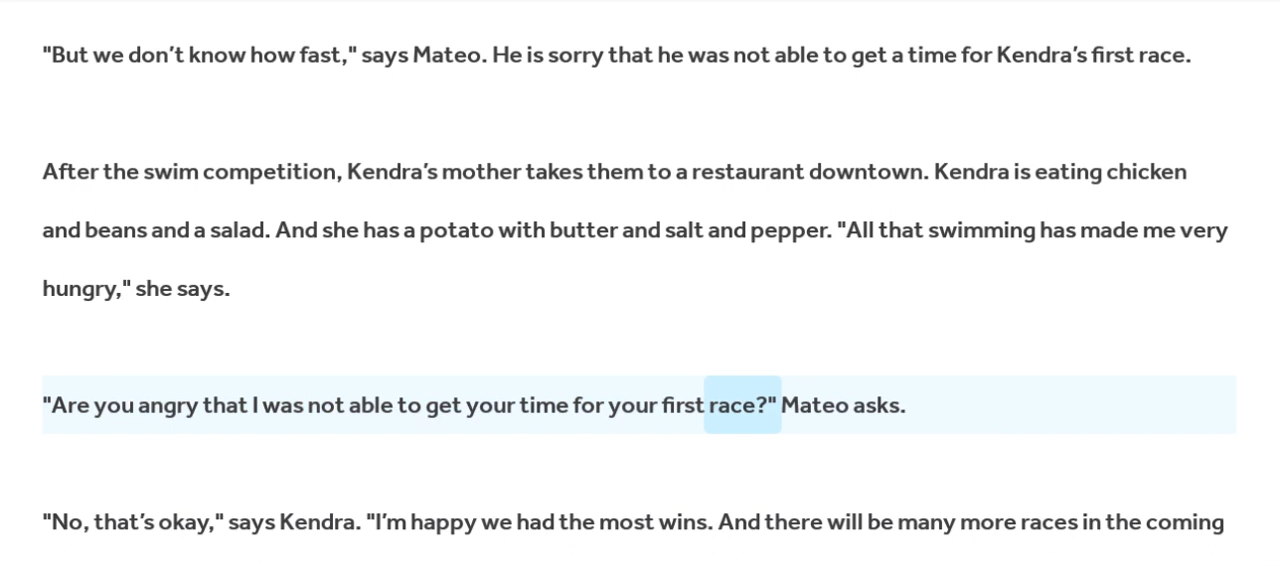 "But we don't know how fast," says Mateo. He is sorry that he was not able to get a time for Kendra's first race.
After the swim competition, Kendra's mother takes them to a restaurant downtown. Kendra is eating chicken
and beans and a salad. And she has a potato with butter and salt and pepper. "All that swimming has made me very
hungry," she says.
"Are you angry that I was not able to get your time for your first race?" Mateo asks.
"No, that's okay," says Kendra. "I'm happy we had the most wins. And there will be many more races in the coming